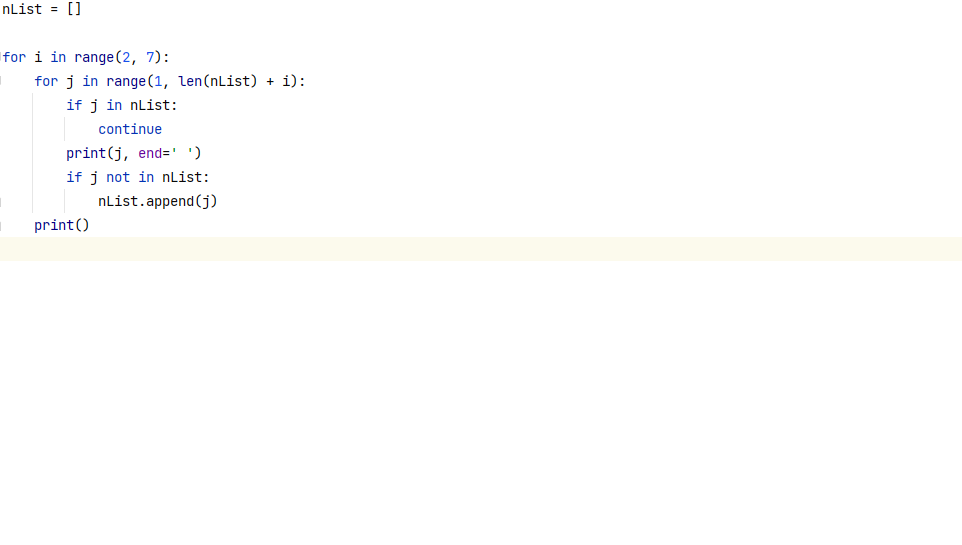 nList = []
for i in range(2, 7):
    for j in range(1, len(nList) + i):
        if j in nList:
            continue
        print(j, end=' ')
        if j not in nList:
            nList.append(j)
    print()